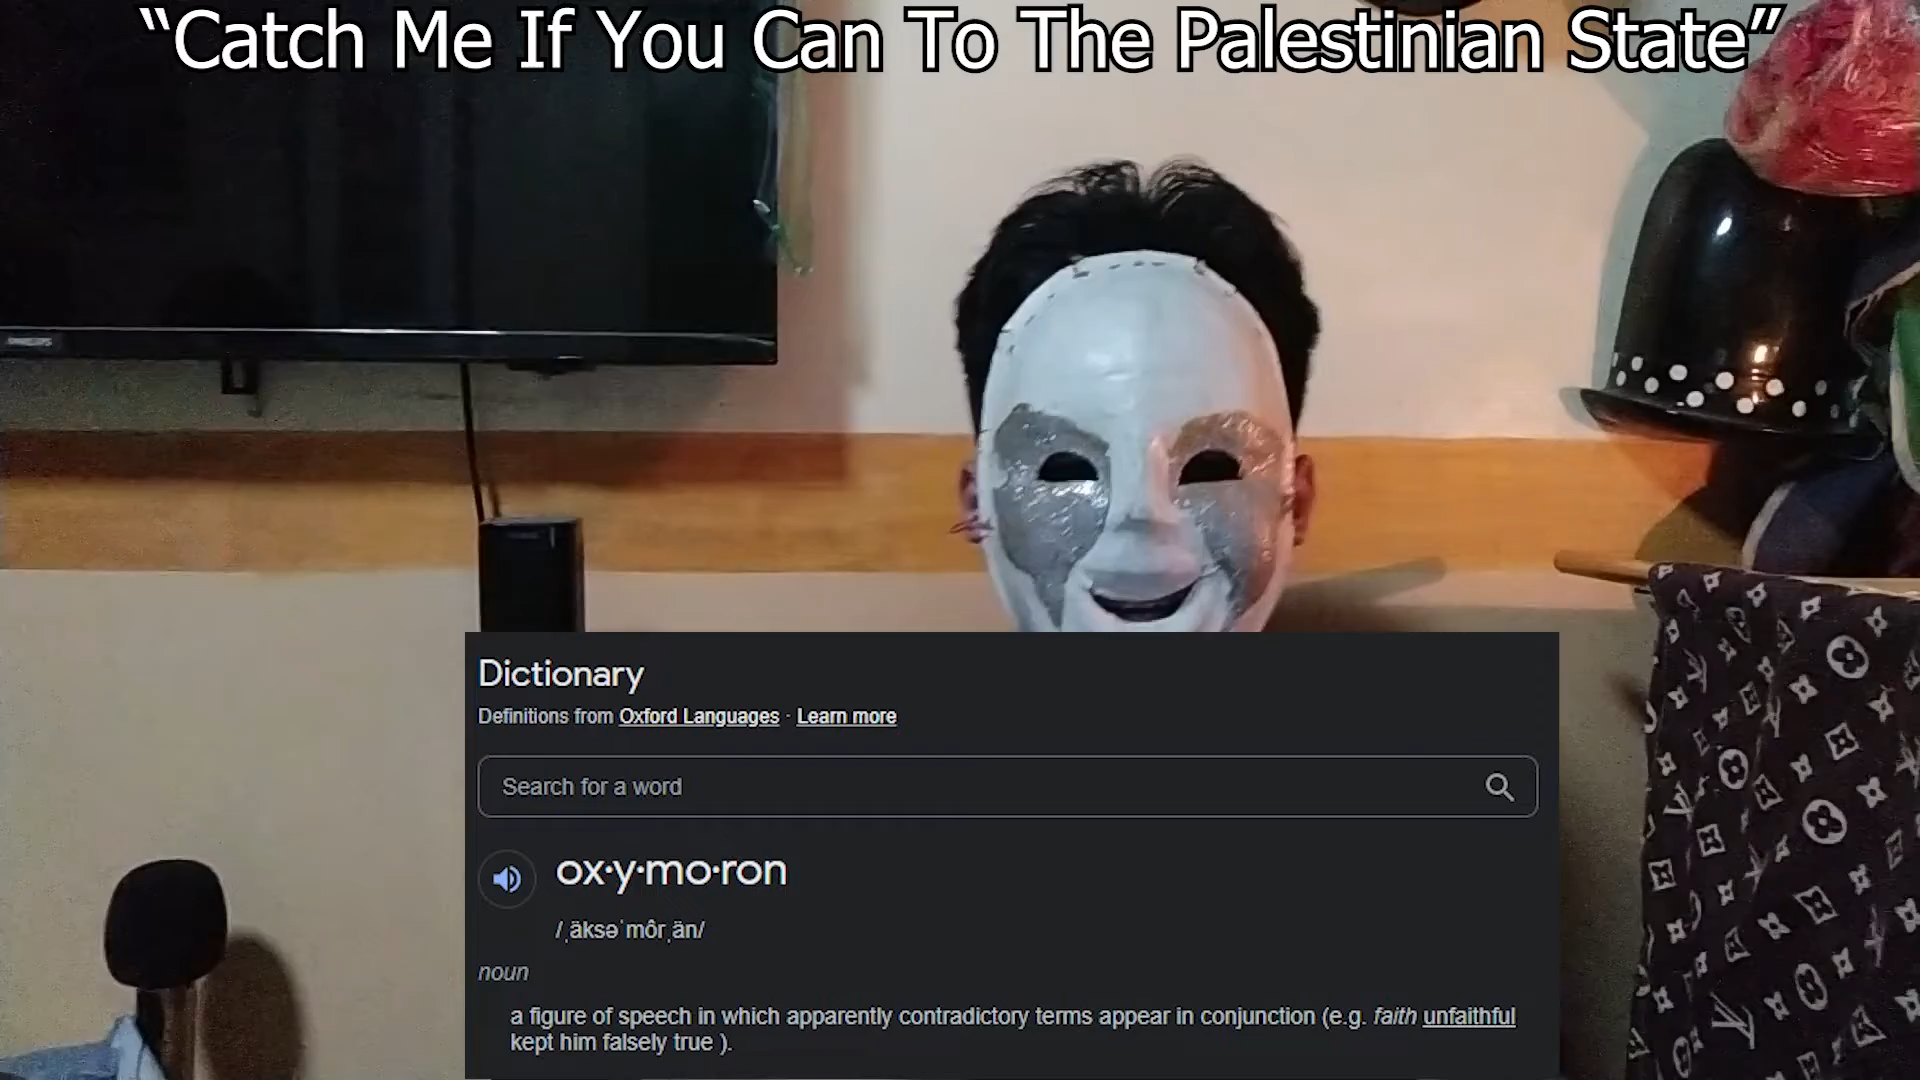 “Catch Me If You Can To The Palestinian State”
PHILIPS
Dictionary
Definitions from Oxford Languages · Learn more
Search for a word
ox·y·mo·ron
/ˌäksəˈmôrˌän/
noun
a figure of speech in which apparently contradictory terms appear in conjunction (e.g. faith unfaithful
kept him falsely true ).